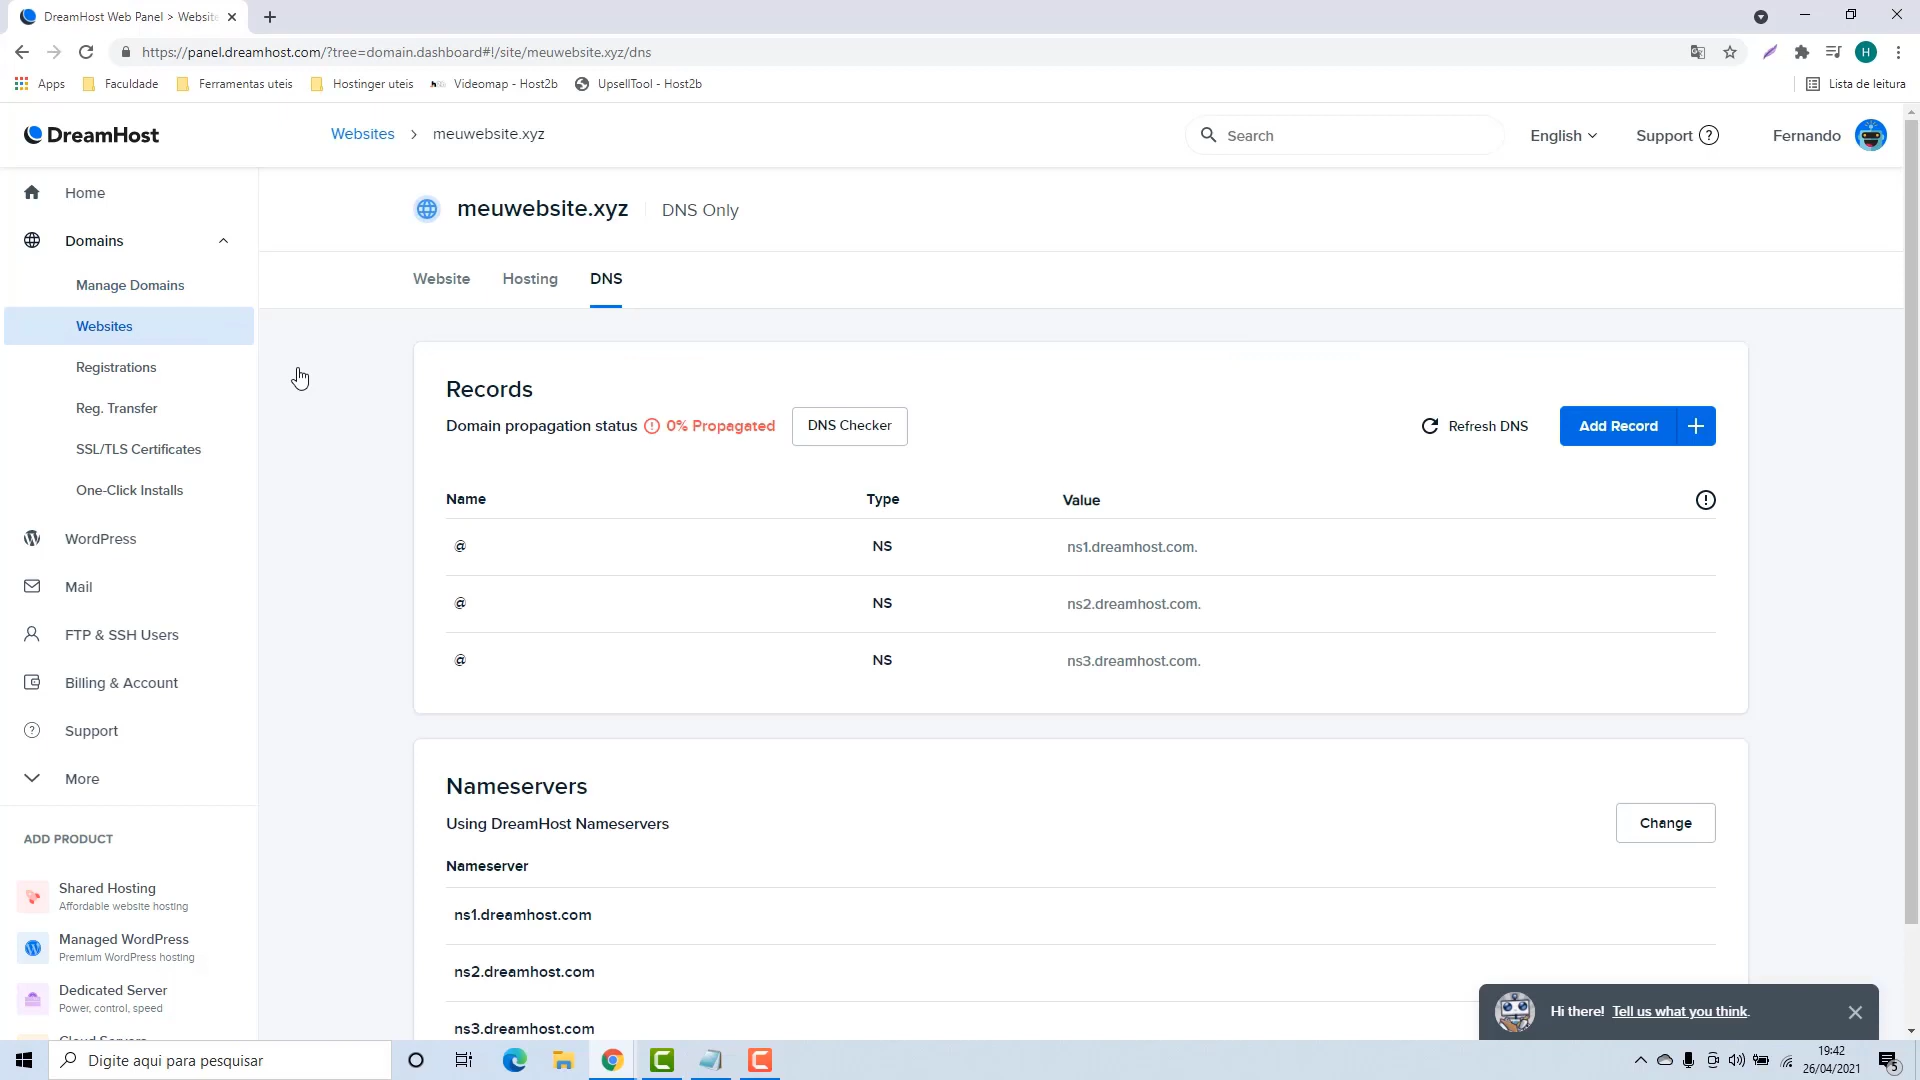 DreamHost Web Panel > Website
https://panel.dreamhost.com/?tree=domain.dashboard#!/site/meuwebsite.xyz/dns
H
Apps
Faculdade
Ferramentas uteis
Hostinger uteis
Videomap - Host2b
UpsellTool - Host2b
Lista de leitura
DreamHost
Websites > meuwebsite.xyz
Search
English
Support
Fernando
Home
Domains
Manage Domains
Websites
Registrations
Reg. Transfer
SSL/TLS Certificates
One-Click Installs
WordPress
Mail
FTP & SSH Users
Billing & Account
Support
More
ADD PRODUCT
Shared Hosting
Affordable website hosting
Managed WordPress
Premium WordPress hosting
Dedicated Server
Power, control, speed
meuwebsite.xyz
DNS Only
Website
Hosting
DNS
Records
Domain propagation status
0% Propagated
DNS Checker
Refresh DNS
Add Record +
Name Type Value
@ NS ns1.dreamhost.com.
@ NS ns2.dreamhost.com.
@ NS ns3.dreamhost.com.
Nameservers
Using DreamHost Nameservers
Change
Nameserver
ns1.dreamhost.com
ns2.dreamhost.com
ns3.dreamhost.com
Hi there! Tell us what you think.
Digite aqui para pesquisar
19:42
26/04/2021
5